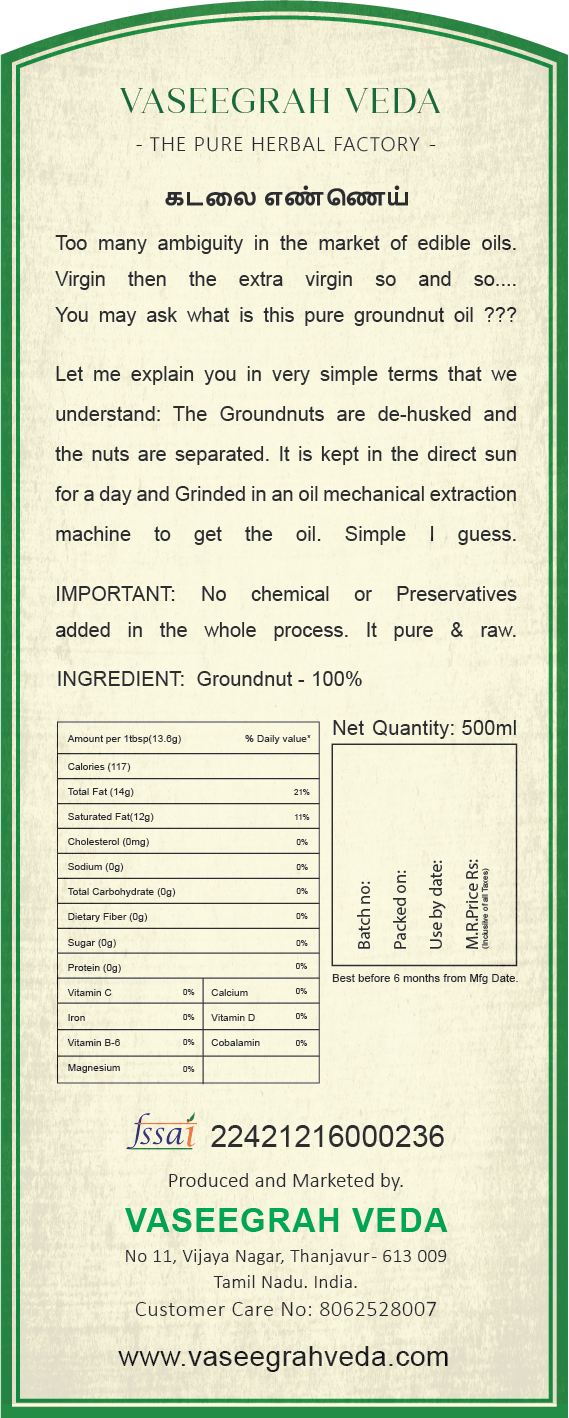 VASEEGRAH VEDA
- THE PURE HERBAL FACTORY -
கடலை எண்ணெய்
Too many ambiguity in the market of edible oils.
Virgin then the extra virgin so and so....
You may ask what is this pure groundnut oil ???
Let me explain you in very simple terms that we
understand: The Groundnuts are de-husked and
the nuts are separated. It is kept in the direct sun
for a day and Grinded in an oil mechanical extraction
machine to get the oil. Simple I guess.
IMPORTANT: No chemical or Preservatives
added in the whole process. It pure & raw.
INGREDIENT: Groundnut - 100%
Amount per 1tbsp(13.6g) % Daily value*
Calories (117)
Total Fat (14g) 21%
Saturated Fat(12g) 11%
Cholesterol (0mg) 0%
Sodium (0g) 0%
Total Carbohydrate (0g) 0%
Dietary Fiber (0g) 0%
Sugar (0g) 0%
Protein (0g) 0%
Vitamin C 0% Calcium 0%
Iron 0% Vitamin D 0%
Vitamin B-6 0% Cobalamin 0%
Magnesium 0%
Net Quantity: 500ml
Batch no:
Packed on:
Use by date:
M.R.Price Rs:
(Inclusive of all Taxes)
Best before 6 months from Mfg Date.
fssai 22421216000236
Produced and Marketed by.
VASEEGRAH VEDA
No 11, Vijaya Nagar, Thanjavur- 613 009
Tamil Nadu. India.
Customer Care No: 8062528007
www.vaseegrahveda.com